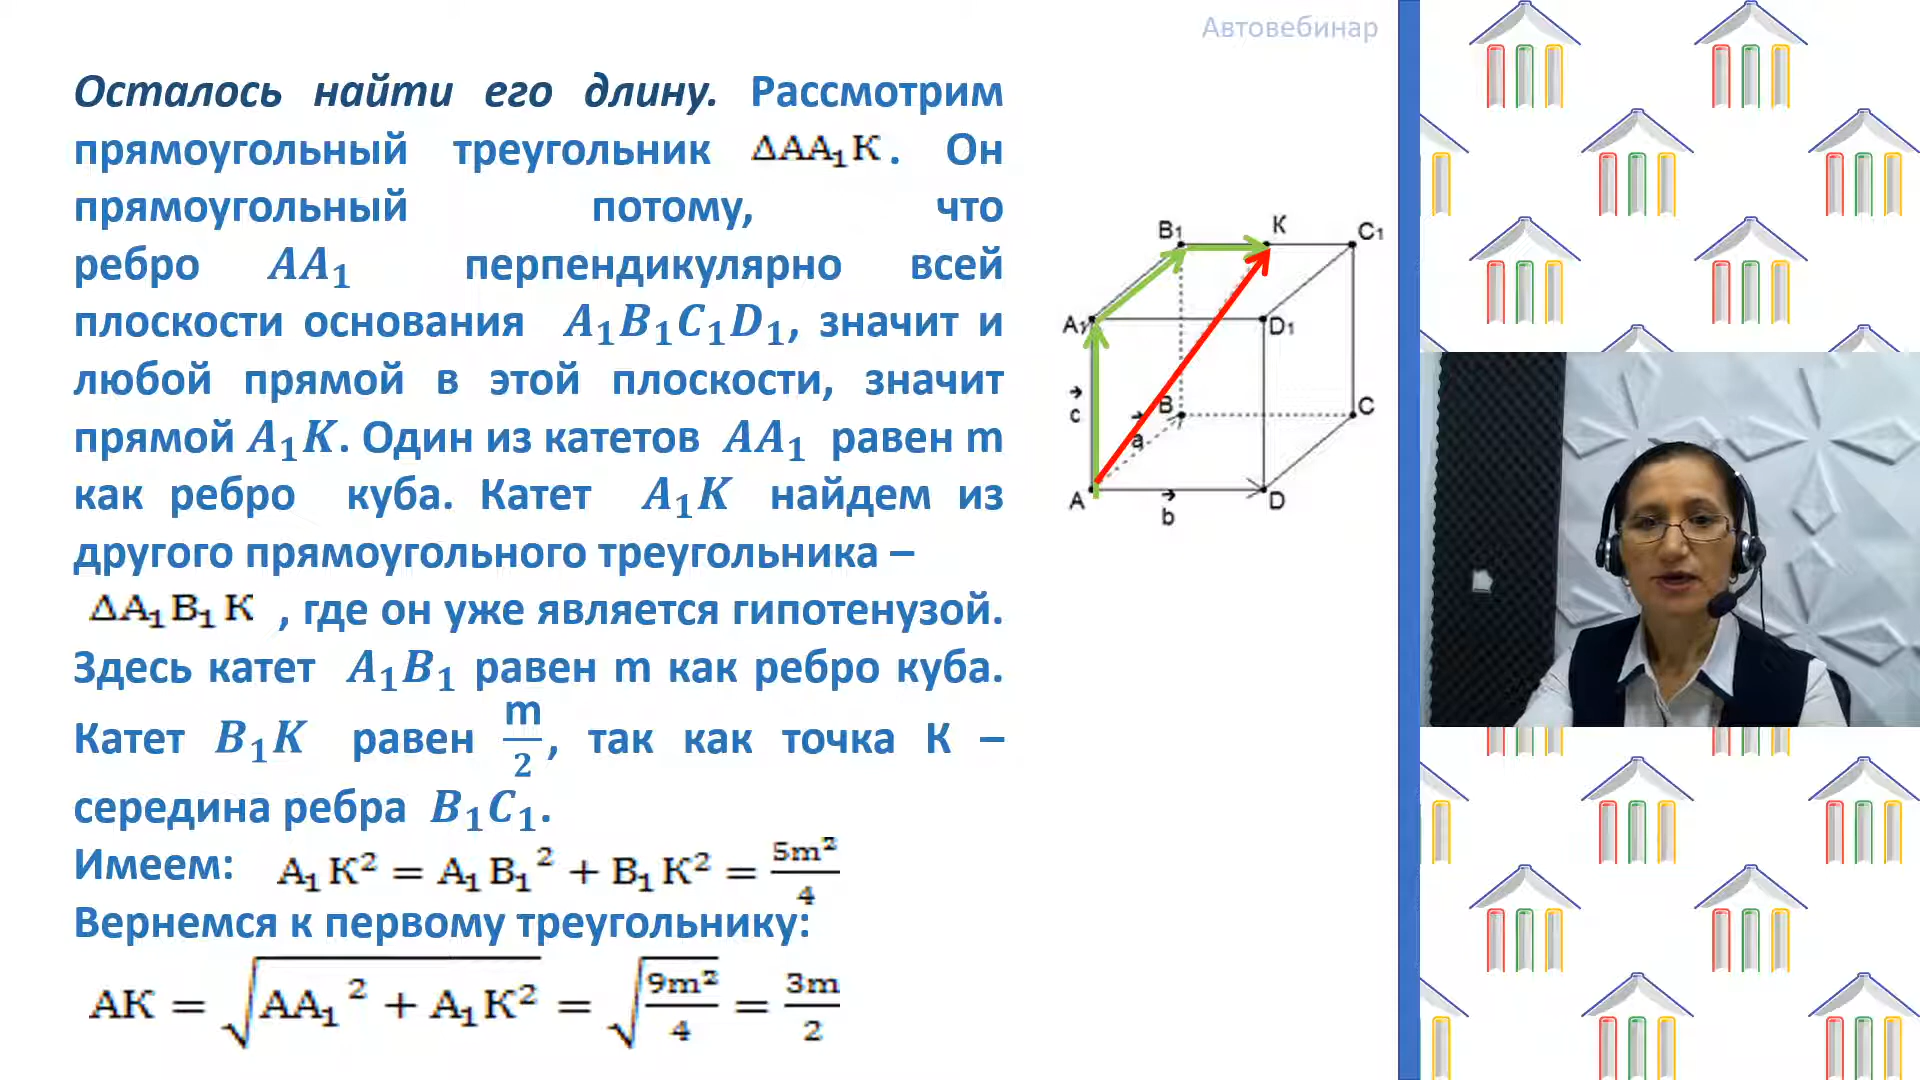 Автовебинар
Осталось найти его длину. Рассмотрим
прямоугольный треугольник ΔAA₁K. Он
прямоугольный потому, что
ребро AA₁ перпендикулярно всей
плоскости основания A₁B₁C₁D₁, значит и
любой прямой в этой плоскости, значит
прямой A₁K. Один из катетов AA₁ равен m
как ребро куба. Катет A₁K найдем из
другого прямоугольного треугольника –
ΔA₁B₁K , где он уже является гипотенузой.
Здесь катет A₁B₁ равен m как ребро куба.
Катет B₁K равен m/2, так как точка K –
середина ребра B₁C₁.
Имеем: A₁K² = A₁B₁² + B₁K² = 5m²/4
Вернемся к первому треугольнику:
AK = √(AA₁² + A₁K²) = √(9m²/4) = 3m/2
B₁ K C₁
A₁ D₁
c
B C
a
A D
b